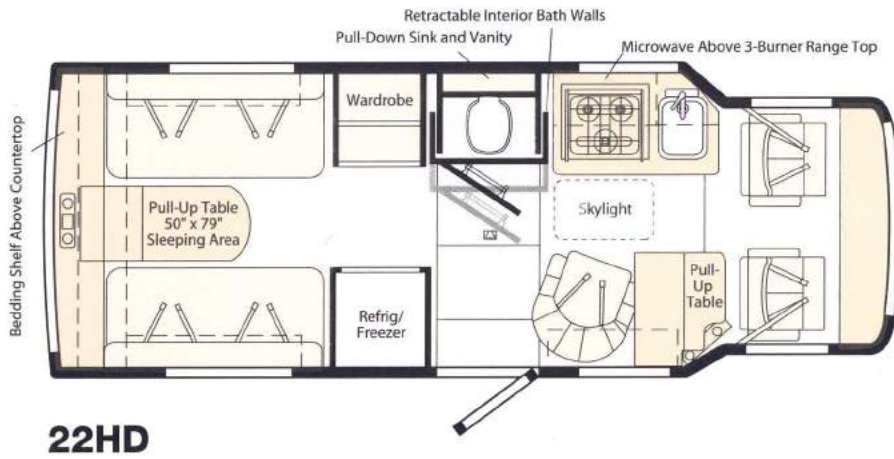 Retractable Interior Bath Walls
Pull-Down Sink and Vanity
Microwave Above 3-Burner Range Top
Bedding Shelf Above Countertop
Wardrobe
Pull-Up Table
50" x 79"
Sleeping Area
Skylight
Pull-
Up
Table
Refrig/
Freezer
22HD